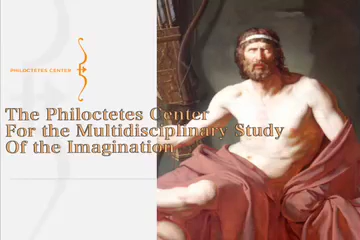 PHILOCTETES CENTER
The Philoctetes Center
For the Multidisciplinary Study
Of the Imagination